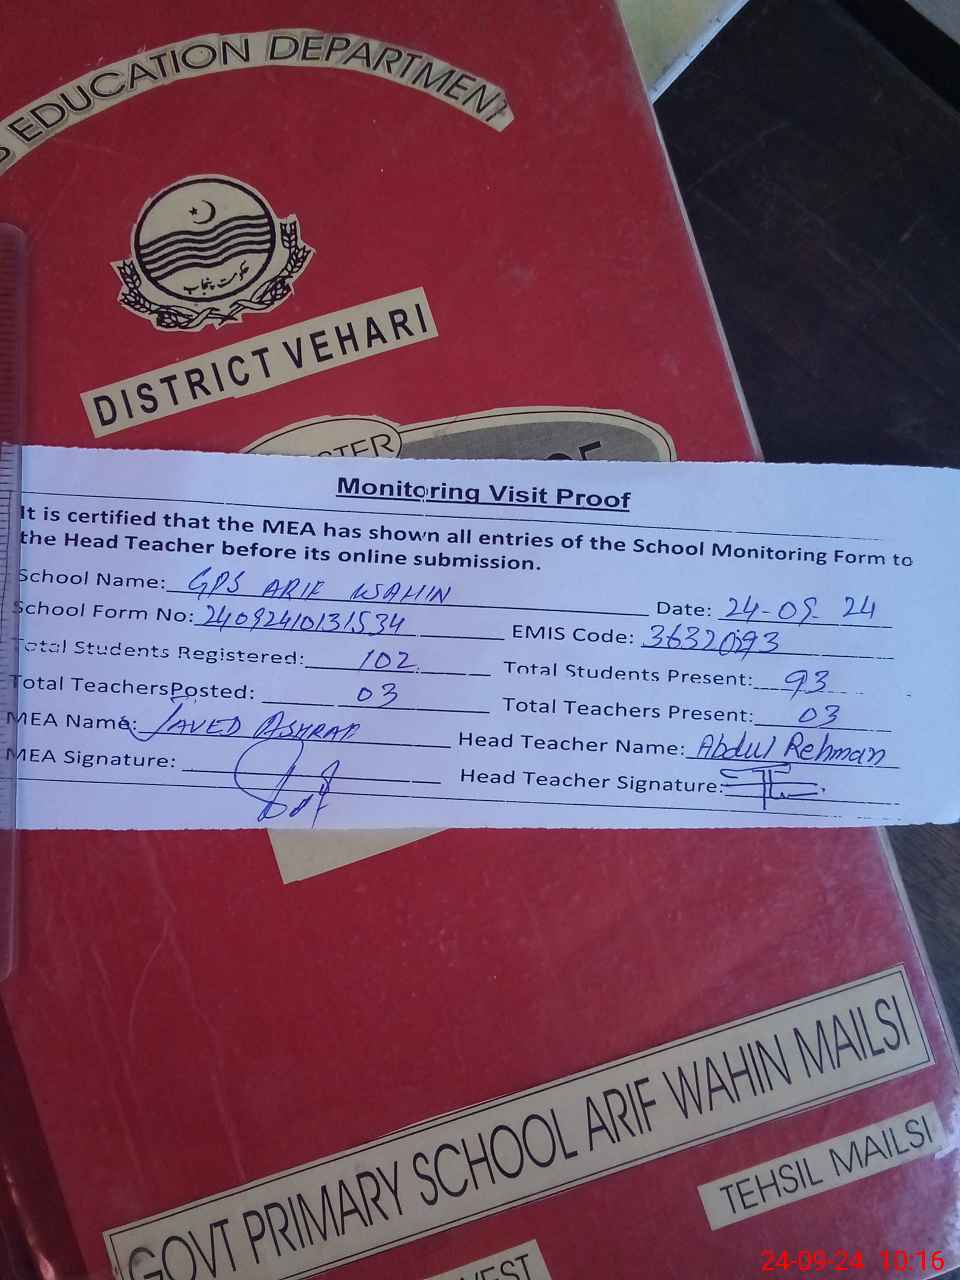 EDUCATION DEPARTMENT
حکومت پنجاب
DISTRICT VEHARI
Monitoring Visit Proof
It is certified that the MEA has shown all entries of the School Monitoring Form to
the Head Teacher before its online submission.
School Name: GPS ARIF WAHIN Date: 24-09-24
School Form No: 24092410131534 EMIS Code:
Total Students Registered: 102 Total Students Present: 93
Total TeachersPosted: 03 Total Teachers Present: 03
MEA Name: JAVED ASHRAF Head Teacher Name: Abdul Rehman
MEA Signature: Head Teacher Signature:
GOVT PRIMARY SCHOOL ARIF WAHIN MAILSI
TEHSIL MAILSI
24-09-24 10:16